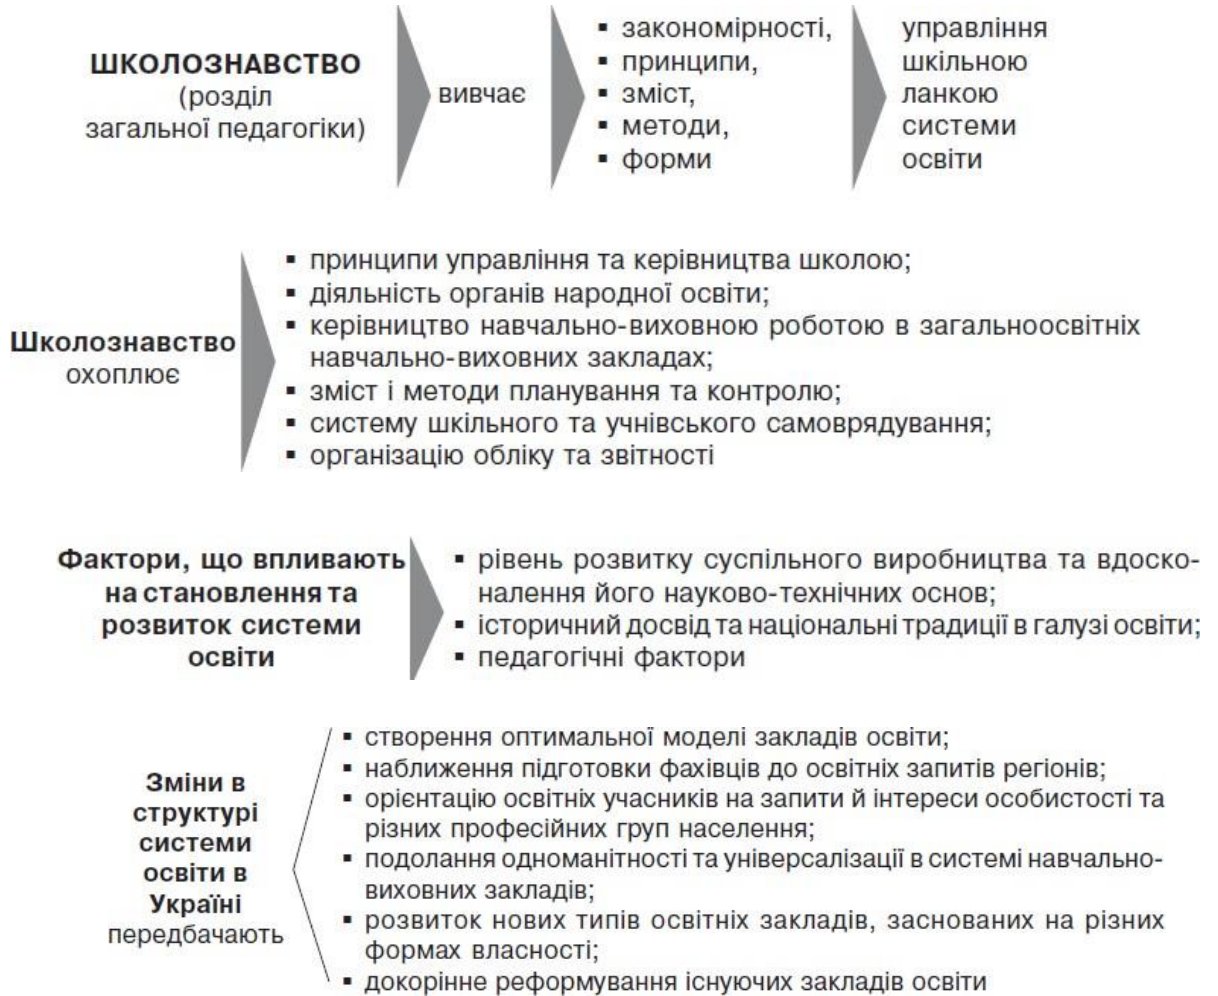 ШКОЛОЗНАВСТВО
(розділ
загальної педагогіки)
вивчає
▪ закономірності,
▪ принципи,
▪ зміст,
▪ методи,
▪ форми
управління
шкільною
ланкою
системи
освіти
Школознавство
охоплює
▪ принципи управління та керівництва школою;
▪ діяльність органів народної освіти;
▪ керівництво навчально-виховною роботою в загальноосвітніх
навчально-виховних закладах;
▪ зміст і методи планування та контролю;
▪ систему шкільного та учнівського самоврядування;
▪ організацію обліку та звітності
Фактори, що впливають
на становлення та
розвиток системи
освіти
▪ рівень розвитку суспільного виробництва та вдоско-
налення його науково-технічних основ;
▪ історичний досвід та національні традиції в галузі освіти;
▪ педагогічні фактори
Зміни в
структурі
системи
освіти в
Україні
передбачають
▪ створення оптимальної моделі закладів освіти;
▪ наближення підготовки фахівців до освітніх запитів регіонів;
▪ орієнтацію освітніх учасників на запити й інтереси особистості та
різних професійних груп населення;
▪ подолання одноманітності та універсалізації в системі навчально-
виховних закладів;
▪ розвиток нових типів освітніх закладів, заснованих на різних
формах власності;
▪ докорінне реформування існуючих закладів освіти